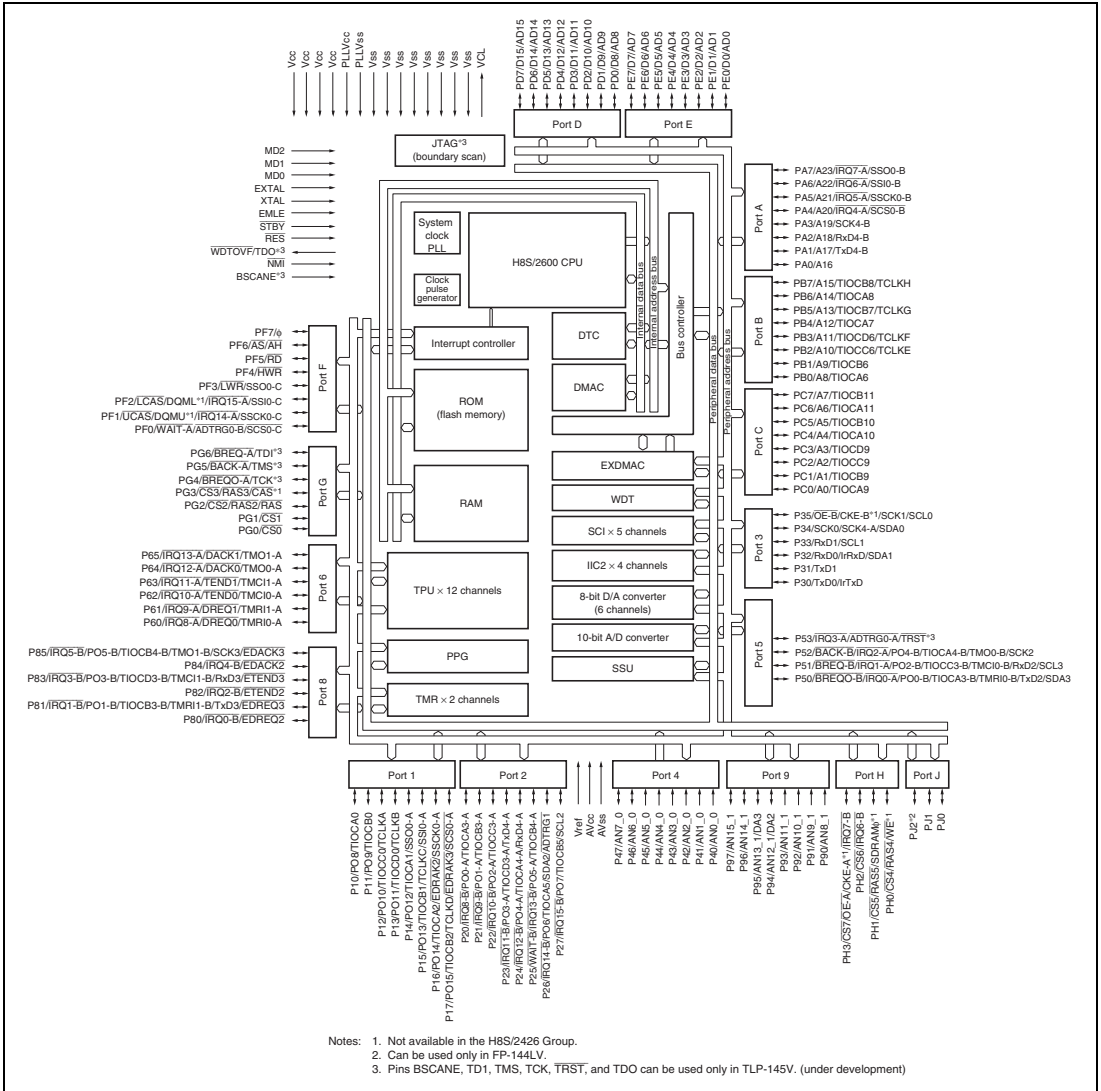 Vcc
Vcc
Vcc
Vcc
PLLVcc
PLLVss
Vss
Vss
Vss
Vss
Vss
Vss
Vss
VCL
PD7/D15/AD15
PD6/D14/AD14
PD5/D13/AD13
PD4/D12/AD12
PD3/D11/AD11
PD2/D10/AD10
PD1/D9/AD9
PD0/D8/AD8
PE7/D7/AD7
PE6/D6/AD6
PE5/D5/AD5
PE4/D4/AD4
PE3/D3/AD3
PE2/D2/AD2
PE1/D1/AD1
PE0/D0/AD0
Port D
Port E
JTAG*3
(boundary scan)
MD2
MD1
MD0
EXTAL
XTAL
EMLE
STBY
RES
WDTOVF/TDO*3
NMI
BSCANE*3
System
clock
PLL
Clock
pulse
generator
H8S/2600 CPU
Interrupt controller
ROM
(flash memory)
RAM
TPU × 12 channels
PPG
TMR × 2 channels
DTC
DMAC
Internal data bus
Internal address bus
Bus controller
Peripheral data bus
Peripheral address bus
EXDMAC
WDT
SCI × 5 channels
IIC2 × 4 channels
8-bit D/A converter
(6 channels)
10-bit A/D converter
SSU
Port A
PA7/A23/IRQ7-A/SSO0-B
PA6/A22/IRQ6-A/SSI0-B
PA5/A21/IRQ5-A/SSCK0-B
PA4/A20/IRQ4-A/SCS0-B
PA3/A19/SCK4-B
PA2/A18/RxD4-B
PA1/A17/TxD4-B
PA0/A16
Port B
PB7/A15/TIOCB8/TCLKH
PB6/A14/TIOCA8
PB5/A13/TIOCB7/TCLKG
PB4/A12/TIOCA7
PB3/A11/TIOCD6/TCLKF
PB2/A10/TIOCC6/TCLKE
PB1/A9/TIOCB6
PB0/A8/TIOCA6
Port C
PC7/A7/TIOCB11
PC6/A6/TIOCA11
PC5/A5/TIOCB10
PC4/A4/TIOCA10
PC3/A3/TIOCD9
PC2/A2/TIOCC9
PC1/A1/TIOCB9
PC0/A0/TIOCA9
Port 3
P35/OE-B/CKE-B*1/SCK1/SCL0
P34/SCK0/SCK4-A/SDA0
P33/RxD1/SCL1
P32/RxD0/IrRxD/SDA1
P31/TxD1
P30/TxD0/IrTxD
Port 5
P53/IRQ3-A/ADTRG0-A/TRST*3
P52/BACK-B/IRQ2-A/PO4-B/TIOCA4-B/TMO0-B/SCK2
P51/BREQ-B/IRQ1-A/PO2-B/TIOCC3-B/TMCI0-B/RxD2/SCL3
P50/BREQO-B/IRQ0-A/PO0-B/TIOCA3-B/TMRI0-B/TxD2/SDA3
PF7/ϕ
PF6/AS/AH
PF5/RD
PF4/HWR
PF3/LWR/SSO0-C
PF2/LCAS/DQML*1/IRQ15-A/SSI0-C
PF1/UCAS/DQMU*1/IRQ14-A/SSCK0-C
PF0/WAIT-A/ADTRG0-B/SCS0-C
Port F
PG6/BREQ-A/TDI*3
PG5/BACK-A/TMS*3
PG4/BREQO-A/TCK*3
PG3/CS3/RAS3/CAS*1
PG2/CS2/RAS2/RAS
PG1/CS1
PG0/CS0
Port G
P65/IRQ13-A/DACK1/TMO1-A
P64/IRQ12-A/DACK0/TMO0-A
P63/IRQ11-A/TEND1/TMCI1-A
P62/IRQ10-A/TEND0/TMCI0-A
P61/IRQ9-A/DREQ1/TMRI1-A
P60/IRQ8-A/DREQ0/TMRI0-A
Port 6
P85/IRQ5-B/PO5-B/TIOCB4-B/TMO1-B/SCK3/EDACK3
P84/IRQ4-B/EDACK2
P83/IRQ3-B/PO3-B/TIOCD3-B/TMCI1-B/RxD3/ETEND3
P82/IRQ2-B/ETEND2
P81/IRQ1-B/PO1-B/TIOCB3-B/TMRI1-B/TxD3/EDREQ3
P80/IRQ0-B/EDREQ2
Port 8
Port 1
Port 2
Port 4
Port 9
Port H
Port J
P10/PO8/TIOCA0
P11/PO9/TIOCB0
P12/PO10/TIOCC0/TCLKA
P13/PO11/TIOCD0/TCLKB
P14/PO12/TIOCA1/SSO0-A
P15/PO13/TIOCB1/TCLKC/SSI0-A
P16/PO14/TIOCA2/EDRAK2/SSCK0-A
P17/PO15/TIOCB2/TCLKD/EDRAK3/SCS0-A
P20/IRQ8-B/PO0-A/TIOCA3-A
P21/IRQ9-B/PO1-A/TIOCB3-A
P22/IRQ10-B/PO2-A/TIOCC3-A
P23/IRQ11-B/PO3-A/TIOCD3-A/TxD4-A
P24/IRQ12-B/PO4-A/TIOCA4-A/RxD4-A
P25/WAIT-B/IRQ13-B/PO5-A/TIOCB4-A
P26/IRQ14-B/PO6/TIOCA5/SDA2/ADTRG1
P27/IRQ15-B/PO7/TIOCB5/SCL2
Vref
AVcc
AVss
P47/AN7_0
P46/AN6_0
P45/AN5_0
P44/AN4_0
P43/AN3_0
P42/AN2_0
P41/AN1_0
P40/AN0_0
P97/AN15_1
P96/AN14_1
P95/AN13_1/DA3
P94/AN12_1/DA2
P93/AN11_1
P92/AN10_1
P91/AN9_1
P90/AN8_1
PH3/CS7/OE-A/CKE-A*1/IRQ7-B
PH2/CS6/IRQ6-B
PH1/CS5/RAS5/SDRAMϕ*1
PH0/CS4/RAS4/WE*1
PJ2*2
PJ1
PJ0
Notes: 1. Not available in the H8S/2426 Group.
2. Can be used only in FP-144LV.
3. Pins BSCANE, TD1, TMS, TCK, TRST, and TDO can be used only in TLP-145V. (under development)